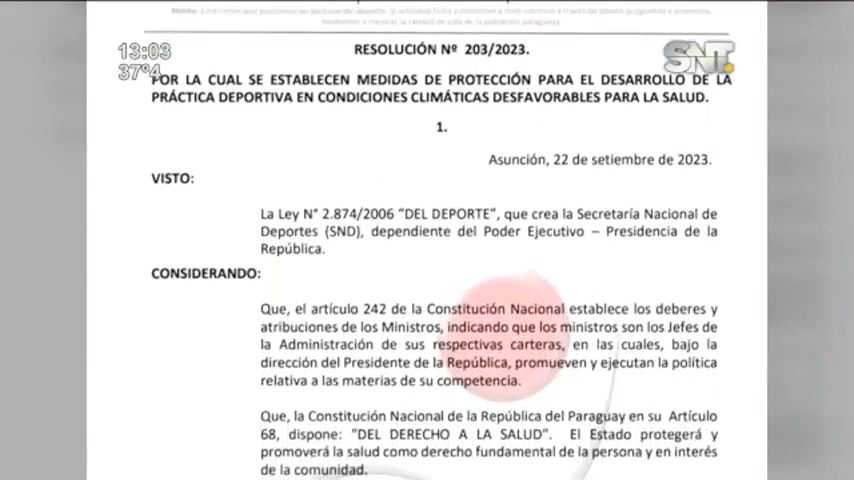 RESOLUCIÓN Nº 203/2023.
13:03
37º4
SNT.
POR LA CUAL SE ESTABLECEN MEDIDAS DE PROTECCIÓN PARA EL DESARROLLO DE LA
PRÁCTICA DEPORTIVA EN CONDICIONES CLIMÁTICAS DESFAVORABLES PARA LA SALUD.
1.
Asunción, 22 de setiembre de 2023.
VISTO:
La Ley N° 2.874/2006 “DEL DEPORTE”, que crea la Secretaría Nacional de
Deportes (SND), dependiente del Poder Ejecutivo – Presidencia de la
República.
CONSIDERANDO:
Que, el artículo 242 de la Constitución Nacional establece los deberes y
atribuciones de los Ministros, indicando que los ministros son los Jefes de
la Administración de sus respectivas carteras, en las cuales, bajo la
dirección del Presidente de la República, promueven y ejecutan la política
relativa a las materias de su competencia.
Que, la Constitución Nacional de la República del Paraguay en su Artículo
68, dispone: “DEL DERECHO A LA SALUD”. El Estado protegerá y
promoverá la salud como derecho fundamental de la persona y en interés
de la comunidad.